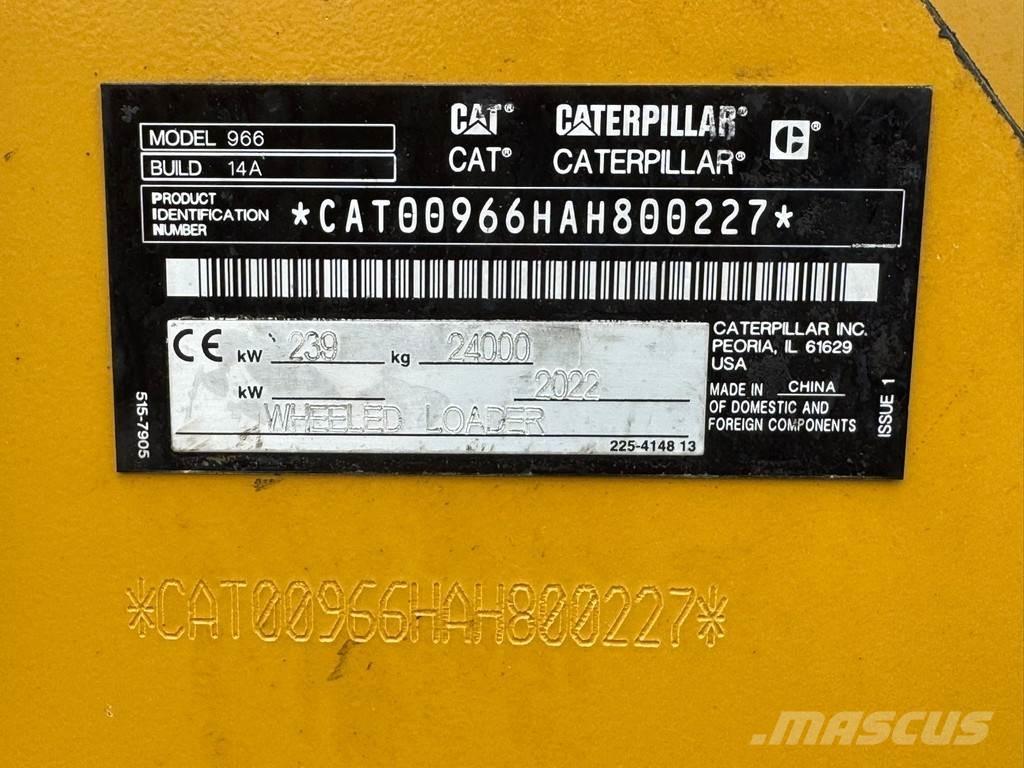 MODEL 966
BUILD 14A
CAT® CATERPILLAR® C®
CAT® CATERPILLAR®
PRODUCT
IDENTIFICATION
NUMBER
*CAT00966HAH800227*
*CAT00966HAH800227*
CE kW 239 kg 24000
kW 2022
WHEELED LOADER
225-4148 13
CATERPILLAR INC.
PEORIA, IL 61629
USA
MADE IN CHINA
OF DOMESTIC AND
FOREIGN COMPONENTS
515-7905
ISSUE 1
*CAT00966HAH800227*
.MASCUS